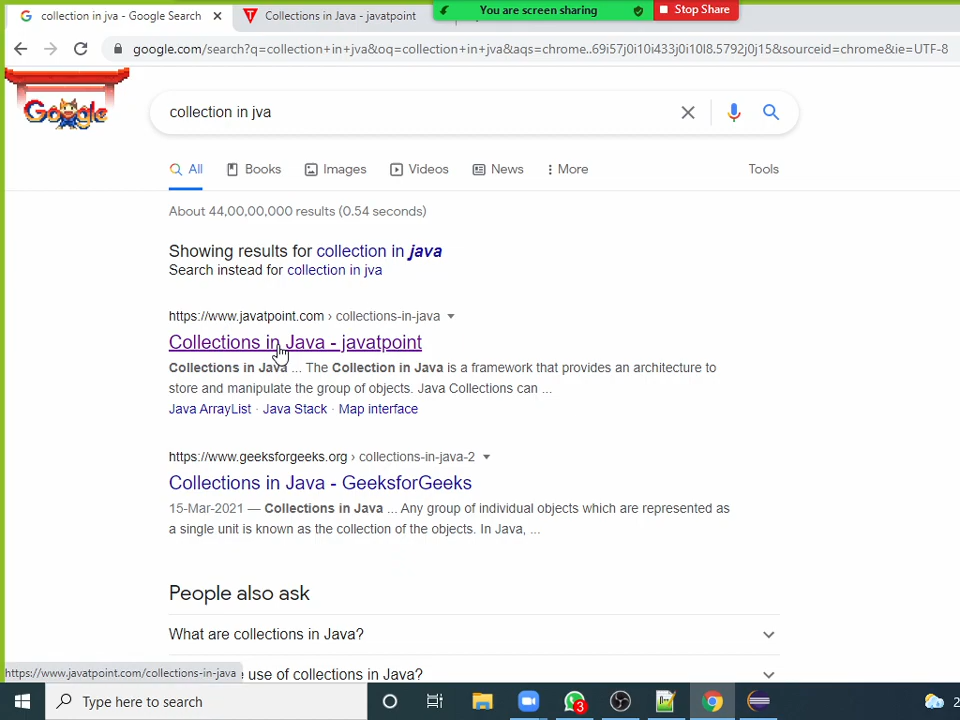 collection in jva - Google Search
Collections in Java - javatpoint
You are screen sharing
Stop Share
google.com/search?q=collection+in+jva&oq=collection+in+jva&aqs=chrome..69i57j0i10i433j0i10l8.5792j0j15&sourceid=chrome&ie=UTF-8
Google
collection in jva
All
Books
Images
Videos
News
More
Tools
About 44,00,00,000 results (0.54 seconds)
Showing results for collection in java
Search instead for collection in jva
https://www.javatpoint.com › collections-in-java
Collections in Java - javatpoint
Collections in Java ... The Collection in Java is a framework that provides an architecture to
store and manipulate the group of objects. Java Collections can ...
Java ArrayList · Java Stack · Map interface
https://www.geeksforgeeks.org › collections-in-java-2
Collections in Java - GeeksforGeeks
15-Mar-2021 — Collections in Java ... Any group of individual objects which are represented as
a single unit is known as the collection of the objects. In Java, ...
People also ask
What are collections in Java?
use of collections in Java?
https://www.javatpoint.com/collections-in-java
Type here to search
3
2